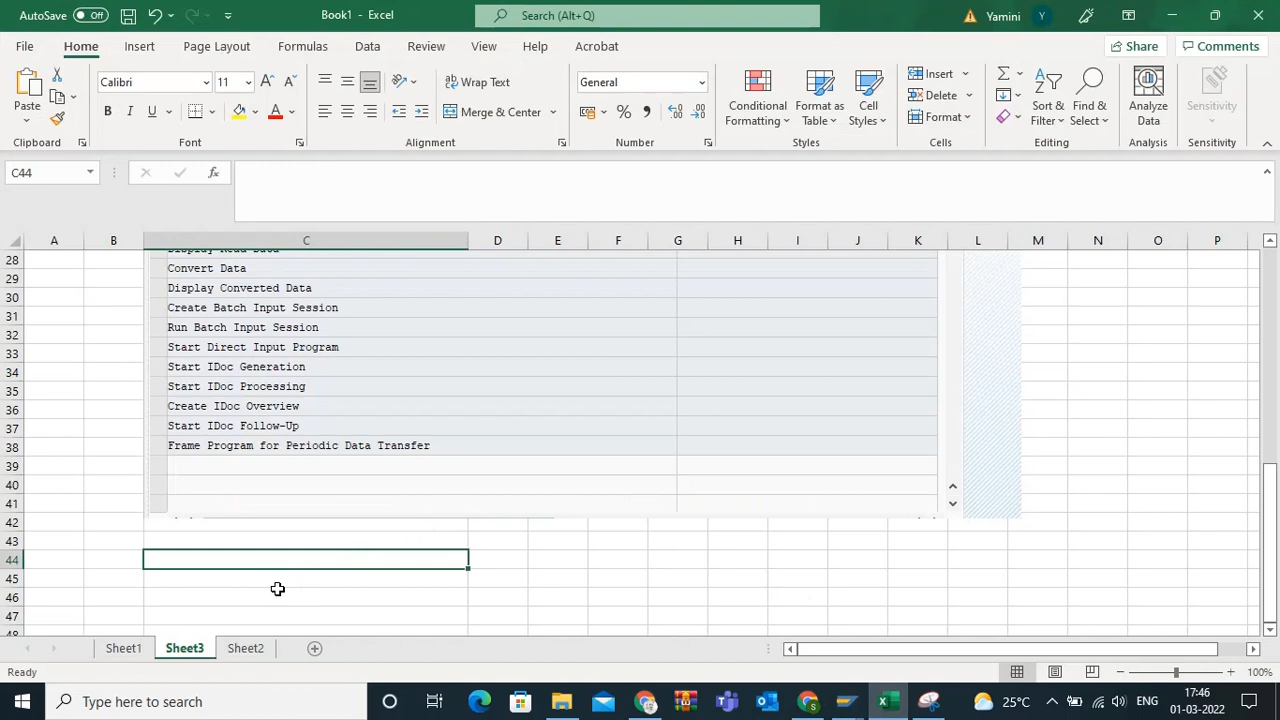 AutoSave Off Book1 - Excel Search (Alt+Q) Yamini Y
File Home Insert Page Layout Formulas Data Review View Help Acrobat Share Comments
Paste Calibri 11 Wrap Text General Conditional Formatting Format as Table Cell Styles Insert Sort & Filter Find & Select Analyze Data Sensitivity
B I U Merge & Center Delete
Format
Clipboard Font Alignment Number Styles Cells Editing Analysis Sensitivity
C44 fx
A B C D E F G H I J K L M N O P
28
Convert Data
29 Display Converted Data
30 Create Batch Input Session
31
32 Run Batch Input Session
33 Start Direct Input Program
34 Start IDoc Generation
35 Start IDoc Processing
36 Create IDoc Overview
37 Start IDoc Follow-Up
38 Frame Program for Periodic Data Transfer
39
40
41
42
43
44
45
46
47
48
Sheet1 Sheet3 Sheet2
Ready 100%
Type here to search 25°C ENG 17:46
01-03-2022